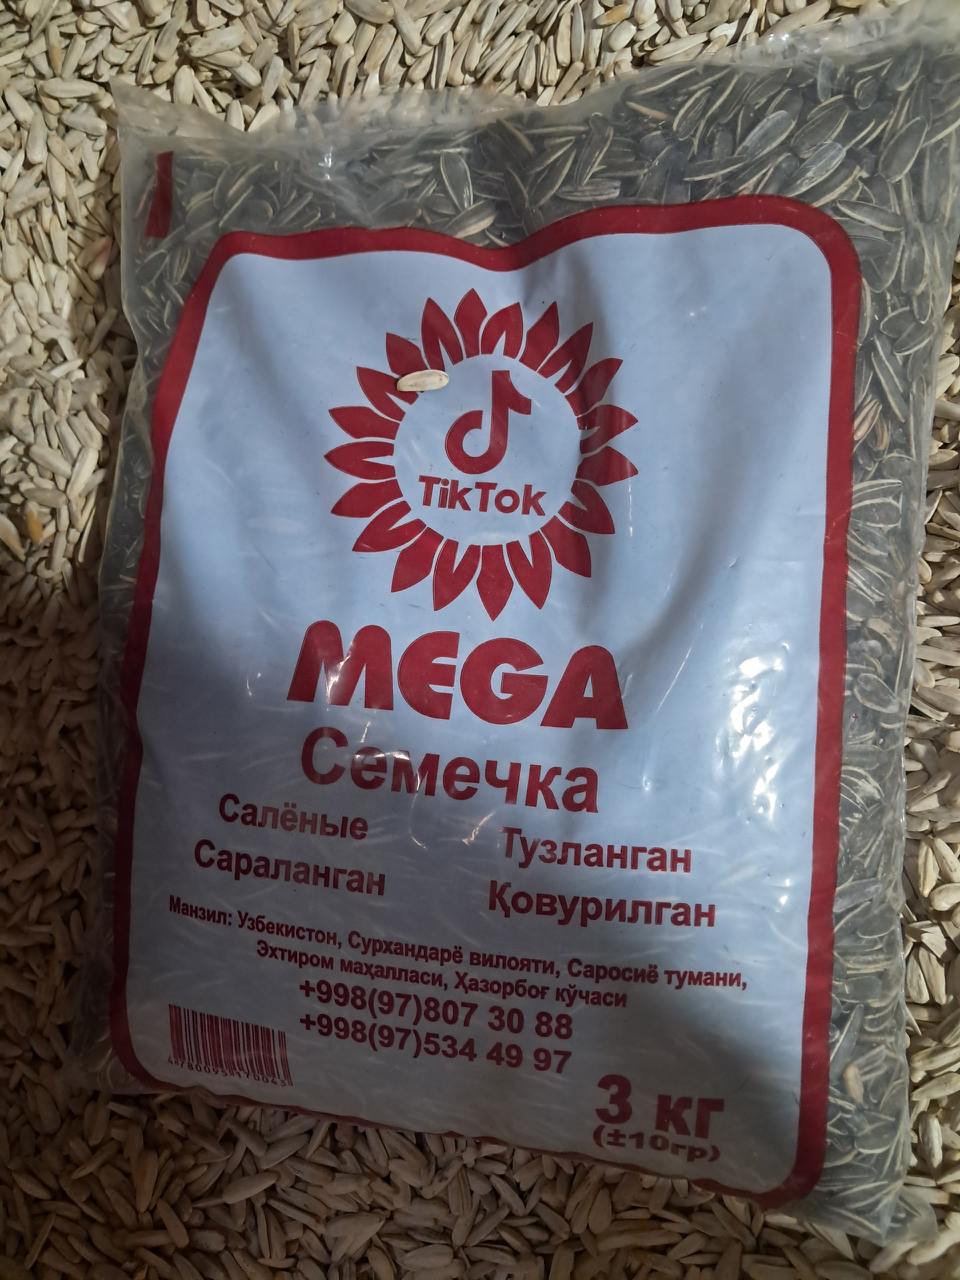 TikTok
MEGA
Семечка
Салёные
Тузланган
Сараланган
Қовурилган
Манзил: Узбекистон, Сурхандарё вилояти, Саросиё тумани,
Эхтиром маҳалласи, Ҳазорбоғ кўчаси
+998(97)807 30 88
+998(97)534 49 97
3 кг
(±10гр)